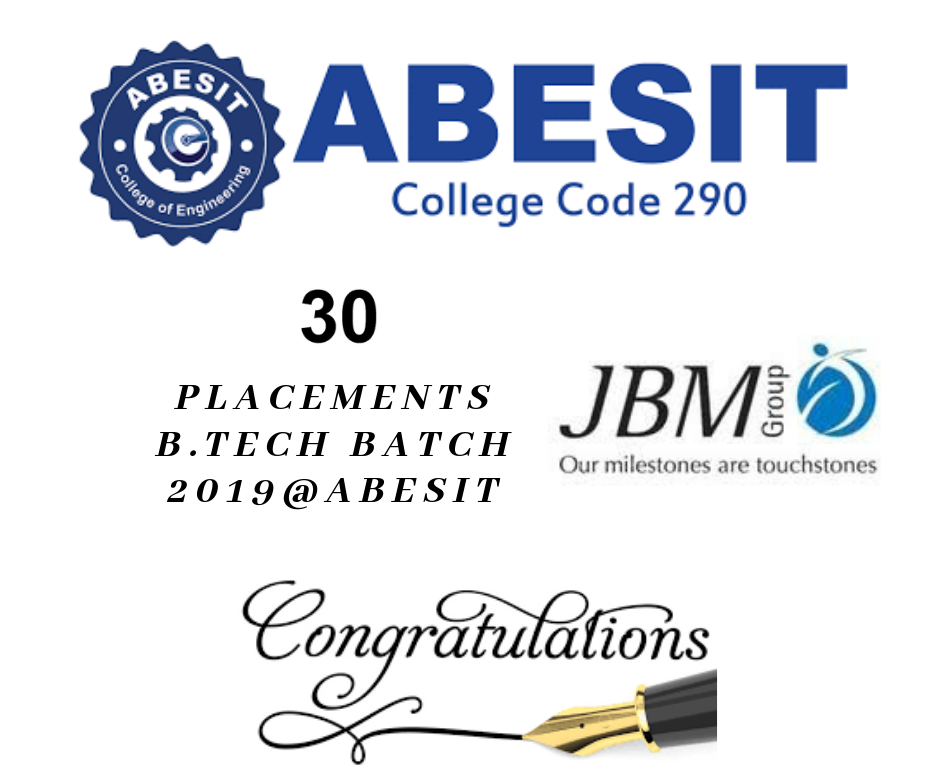 ABESIT
College of Engineering
ABESIT
College Code 290
30
PLACEMENTS
B.TECH BATCH
2019@ABESIT
JBM Group
Our milestones are touchstones
Congratulations